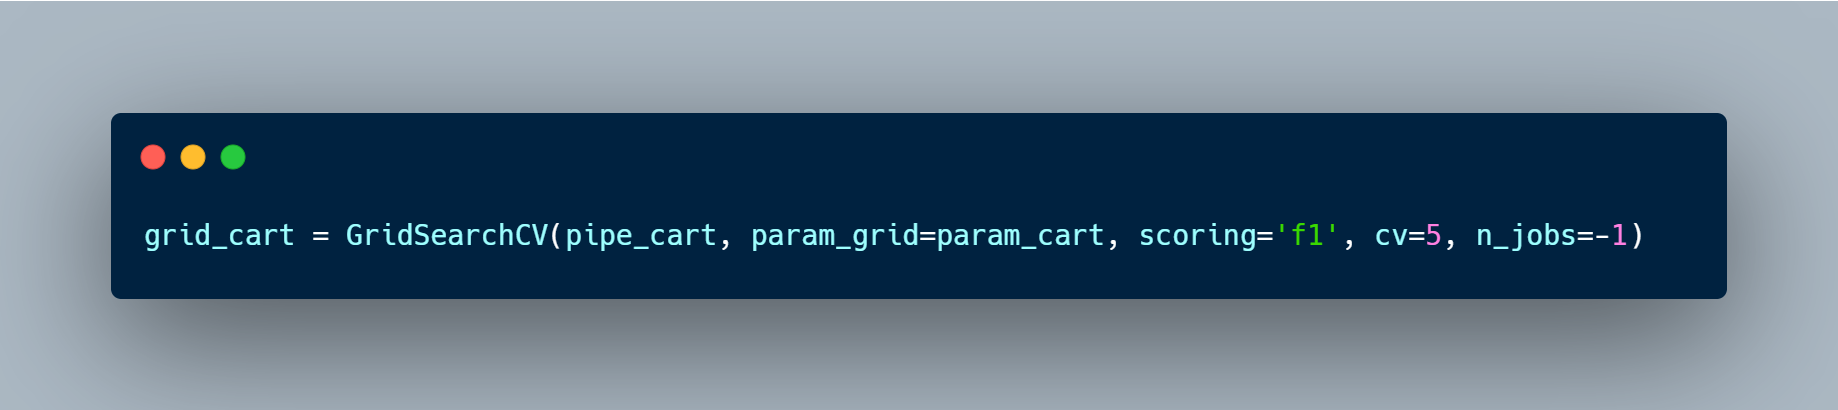 grid_cart = GridSearchCV(pipe_cart, param_grid=param_cart, scoring='f1', cv=5, n_jobs=-1)